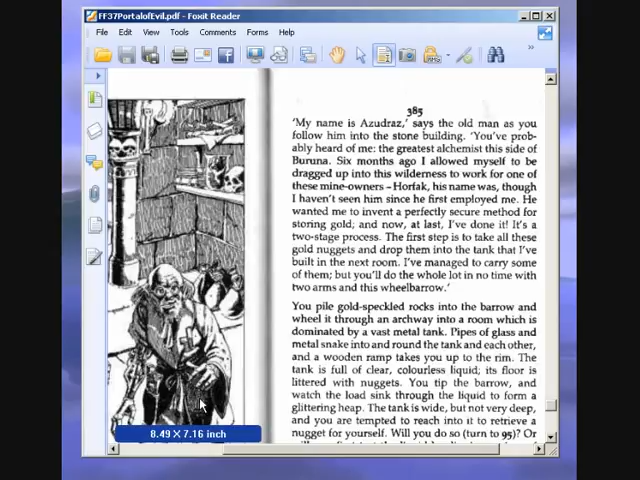 FF37PortalofEvil.pdf - Foxit Reader
File Edit View Tools Comments Forms Help
385
'My name is Azudraz,' says the old man as you
follow him into the stone building. 'You've prob-
ably heard of me: the greatest alchemist this side of
Buruna. Six months ago I allowed myself to be
dragged up into this wilderness to work for one of
these mine-owners – Horfak, his name was, though
I haven't seen him since he first employed me. He
wanted me to invent a perfectly secure method for
storing gold; and now, at last, I've done it! It's a
two-stage process. The first step is to take all these
gold nuggets and drop them into the tank that I've
built in the next room. I've managed to carry some
of them; but you'll do the whole lot in no time with
two arms and this wheelbarrow.'
You pile gold-speckled rocks into the barrow and
wheel it through an archway into a room which is
dominated by a vast metal tank. Pipes of glass and
metal snake into and round the tank and each other,
and a wooden ramp takes you up to the rim. The
tank is full of clear, colourless liquid; its floor is
littered with nuggets. You tip the barrow, and
watch the load sink through the liquid to form a
glittering heap. The tank is wide, but not very deep,
and you are tempted to reach into it to retrieve a
nugget for yourself. Will you do so (turn to 95)? Or
8.49 X 7.16 inch